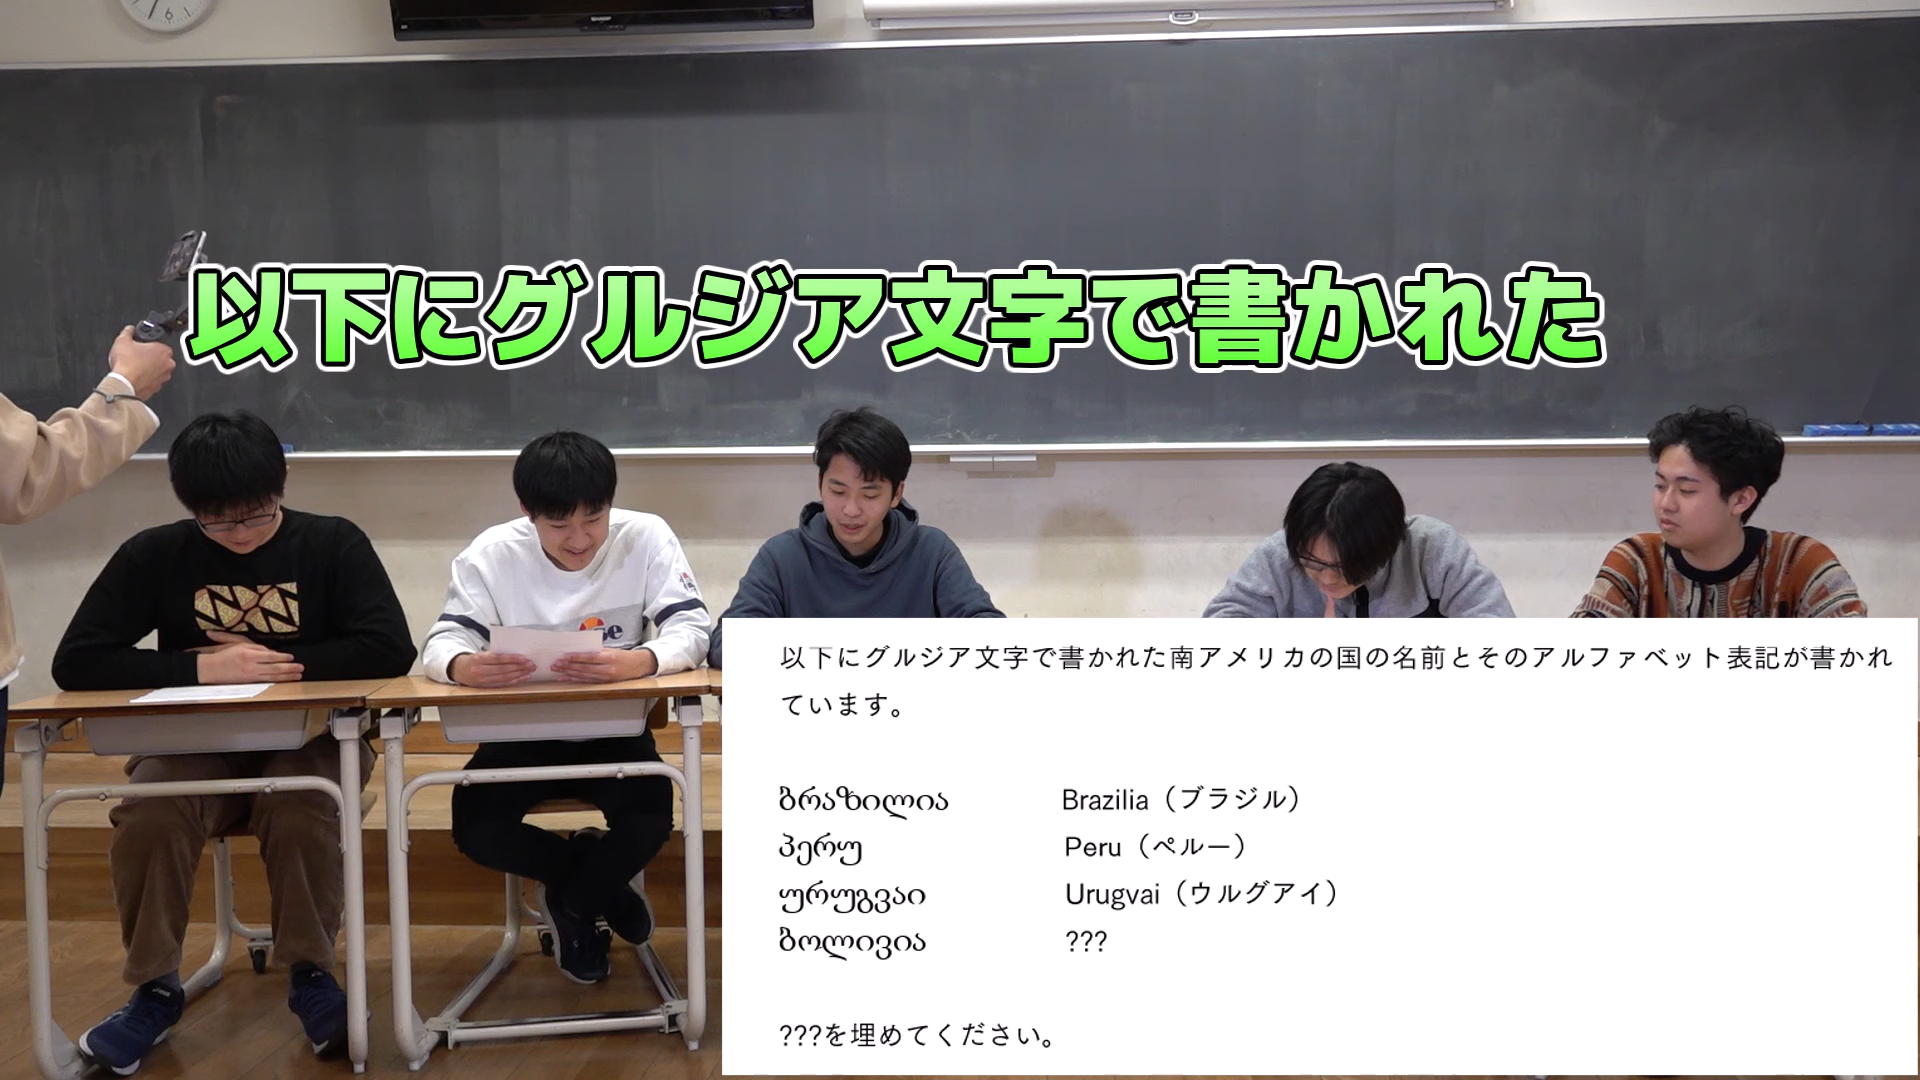 SHARP
以下にグルジア文字で書かれた
以下にグルジア文字で書かれた南アメリカの国の名前とそのアルファベット表記が書かれ
ています。
ბრაზილია Brazilia（ブラジル）
პერუ Peru（ペルー）
ურუგვაი Urugvai（ウルグアイ）
ბოლივია ???
???を埋めてください。